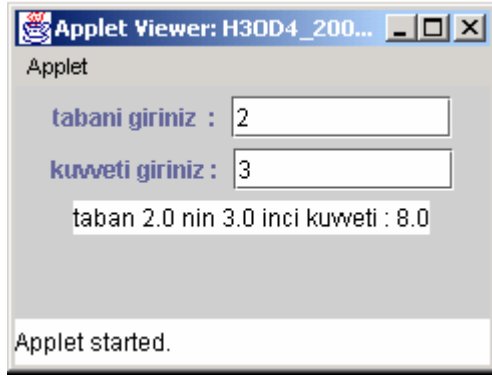 Applet Viewer: H3OD4_200...
Applet
tabani giriniz : 2
kuvveti giriniz : 3
taban 2.0 nin 3.0 inci kuvveti : 8.0
Applet started.